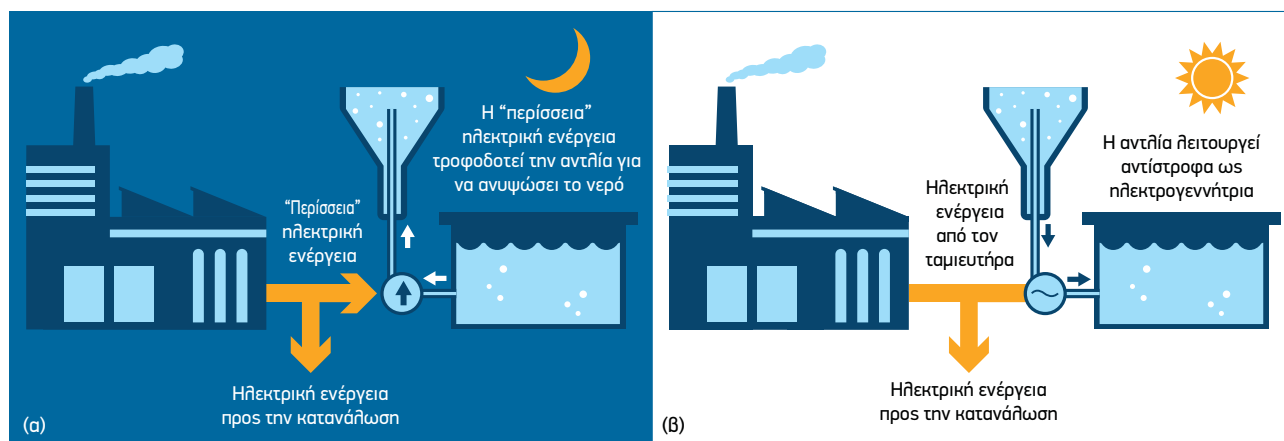 Η “περίσσεια”
ηλεκτρική ενέργεια
τροφοδοτεί την αντλία για
να ανυψώσει το νερό
“Περίσσεια”
ηλεκτρική
ενέργεια
Ηλεκτρική ενέργεια
προς την κατανάλωση
(α)
Η αντλία λειτουργεί
αντίστροφα ως
ηλεκτρογεννήτρια
Ηλεκτρική
ενέργεια
από τον
ταμιευτήρα
Ηλεκτρική ενέργεια
προς την κατανάλωση
(β)